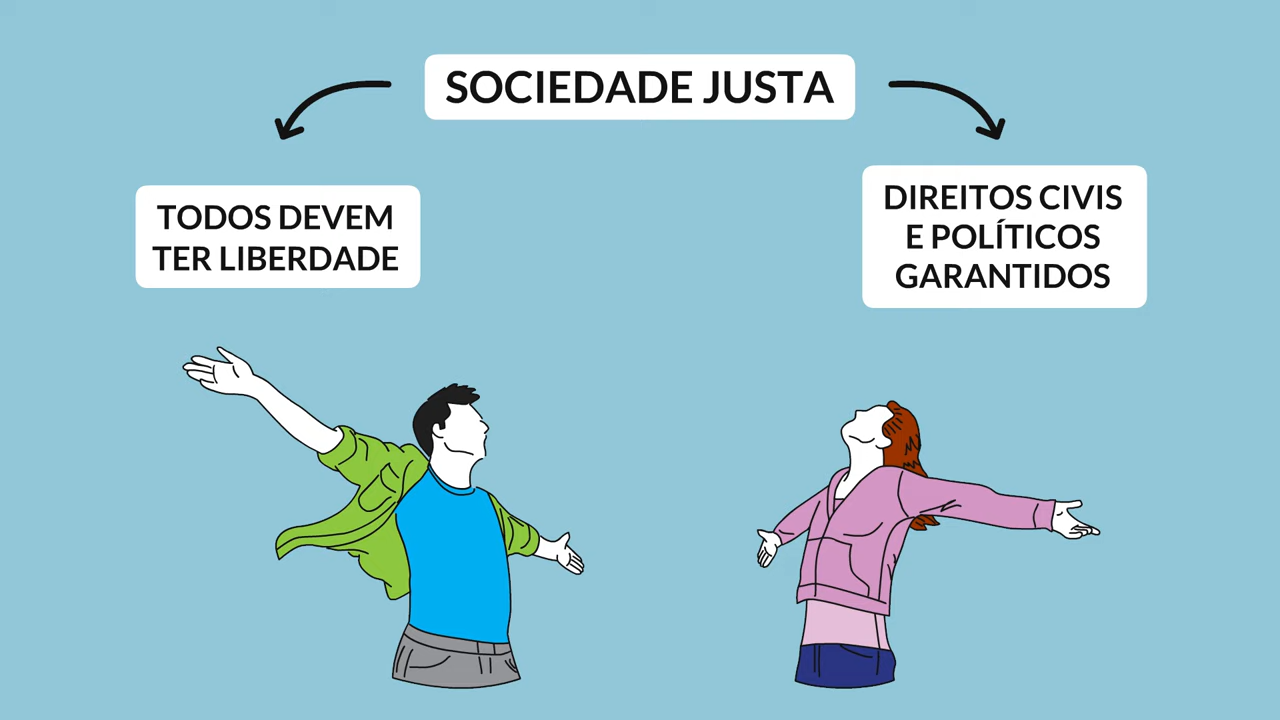 SOCIEDADE JUSTA
TODOS DEVEM
TER LIBERDADE
DIREITOS CIVIS
E POLÍTICOS
GARANTIDOS